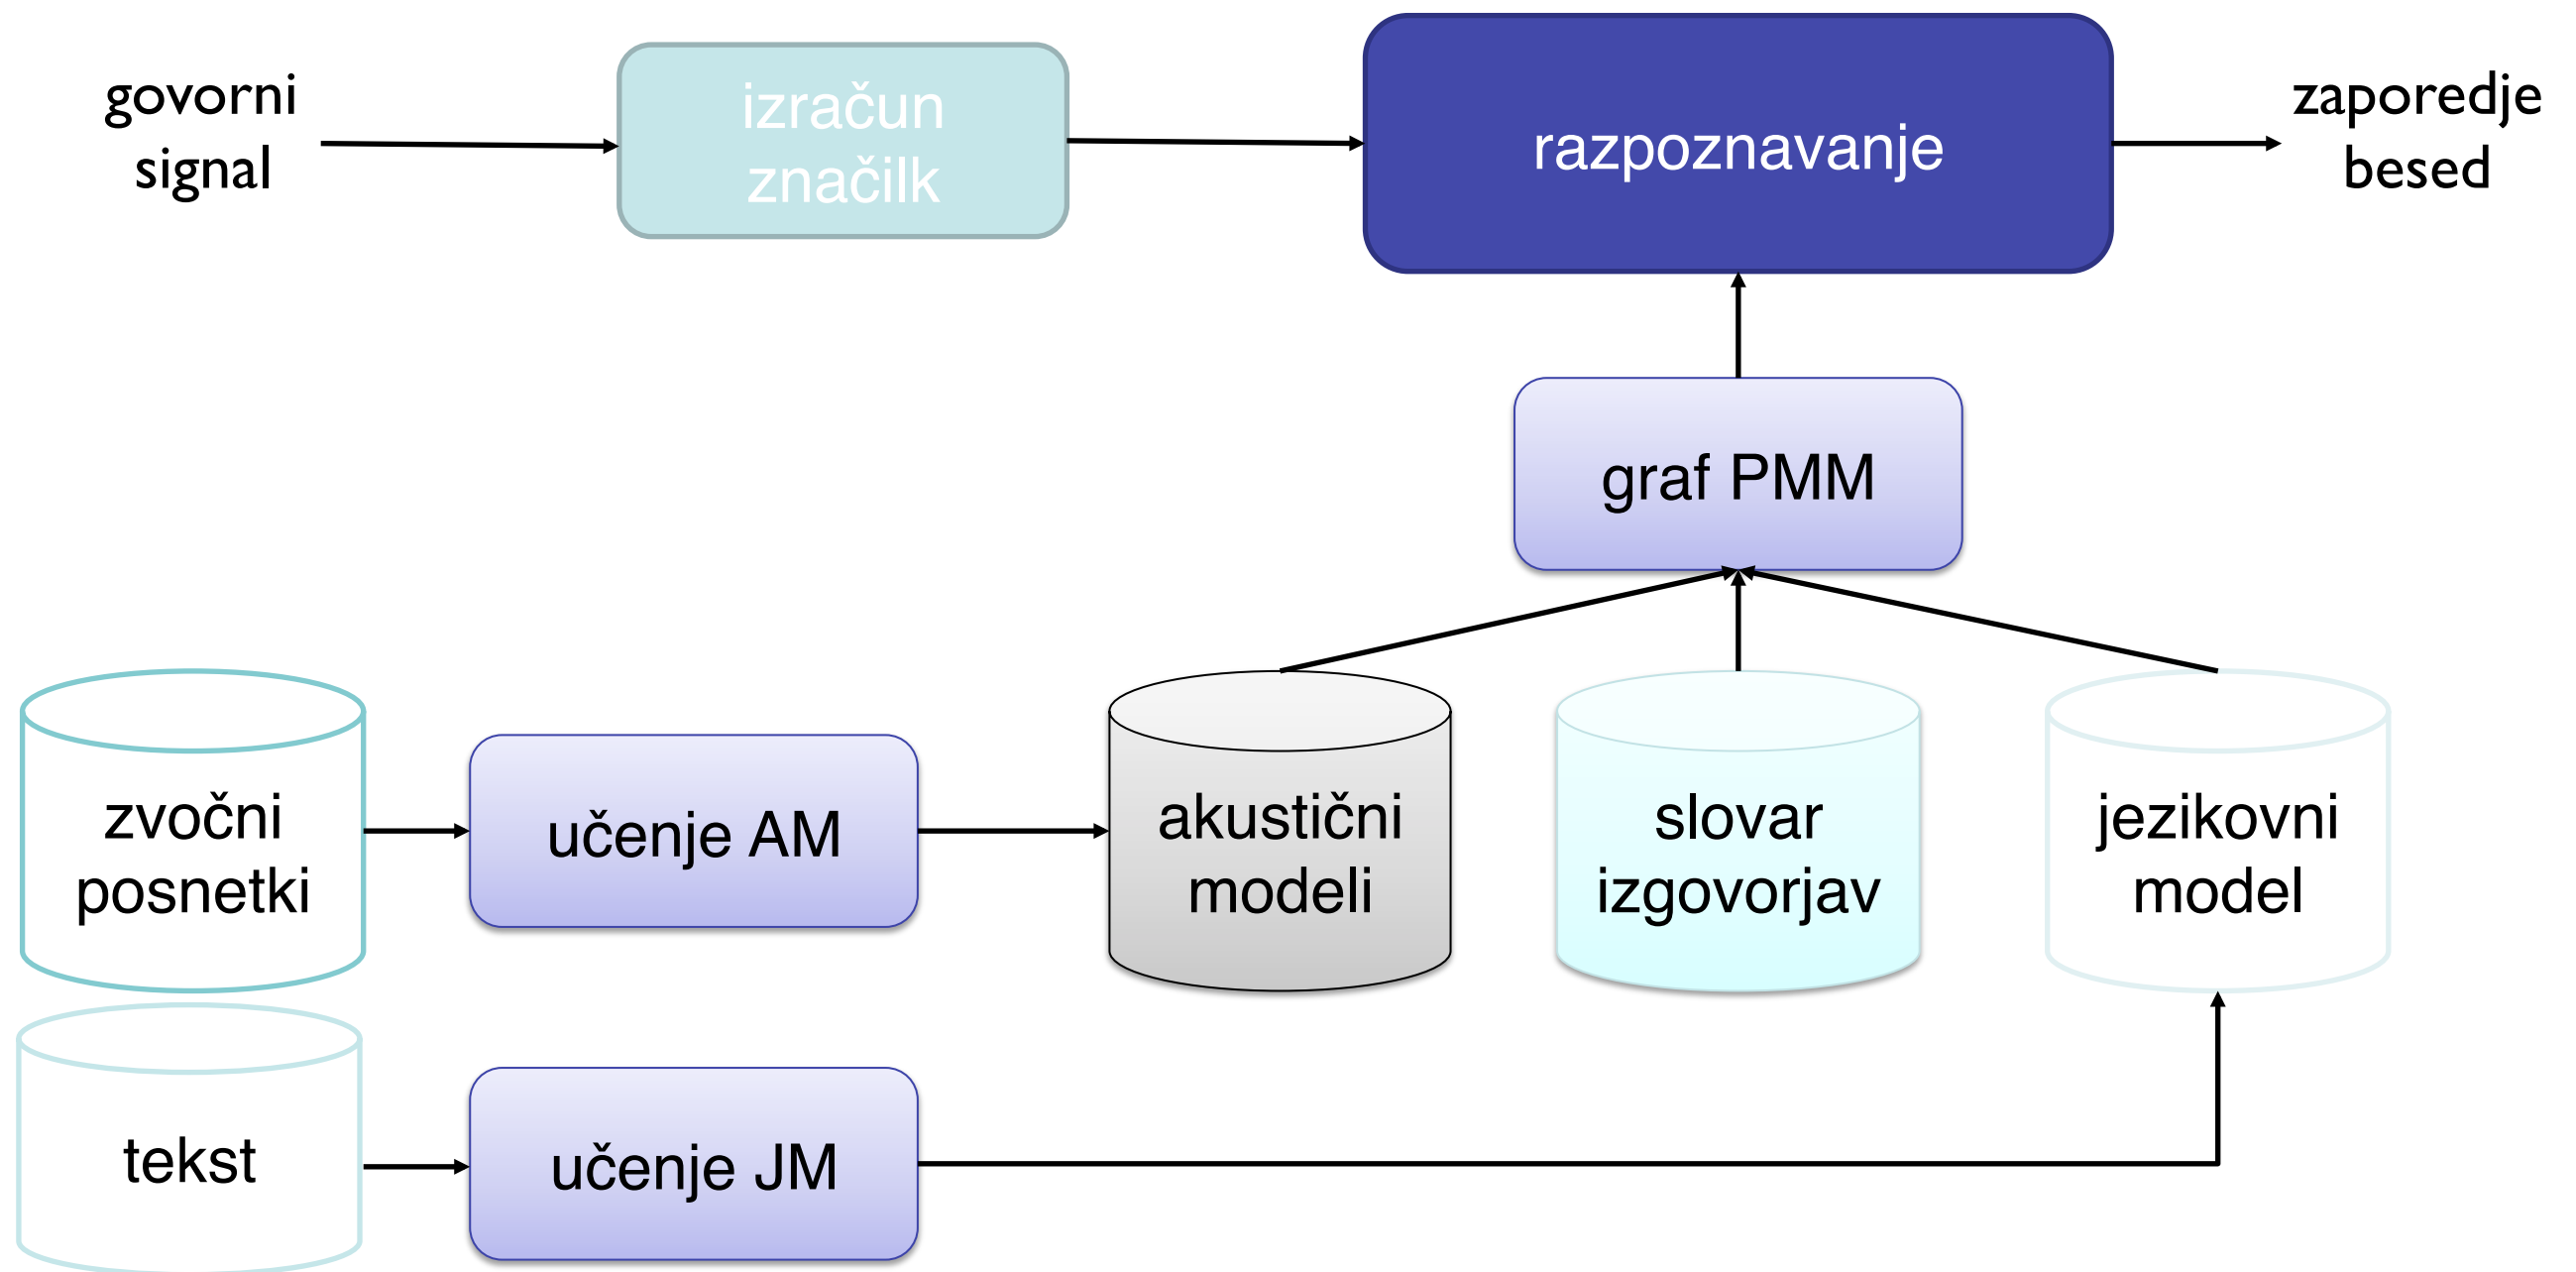 govorni
signal
izračun
značilk
razpoznavanje
zaporedje
besed
graf PMM
zvočni
posnetki
učenje AM
akustični
modeli
slovar
izgovorjav
jezikovni
model
tekst
učenje JM